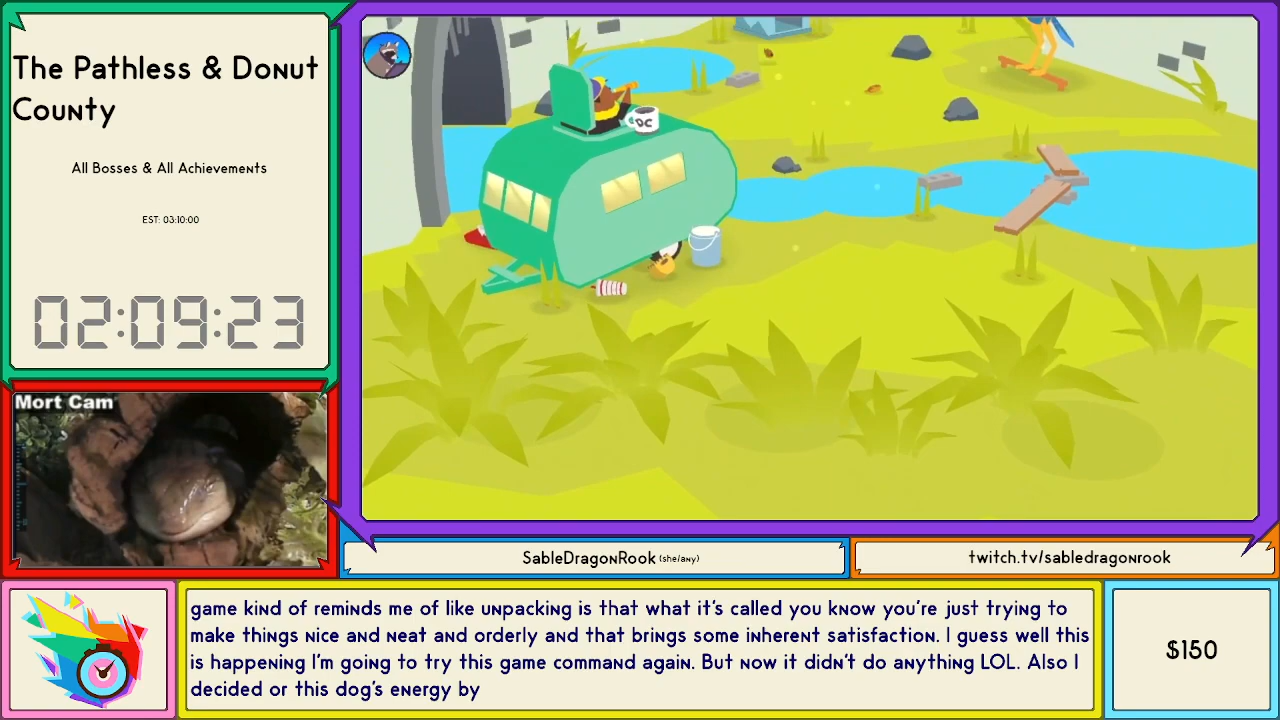 The Pathless & Donut
County
All Bosses & All Achievements
EST: 03:10:00
02:09:23
Mort Cam
DC
SableDragonRook (she/any)
twitch.tv/sabledragonrook
game kind of reminds me of like unpacking is that what it's called you know you're just trying to
make things nice and neat and orderly and that brings some inherent satisfaction. I guess well this
is happening I'm going to try this game command again. But now it didn't do anything LOL. Also I
decided or this dog's energy by
$150